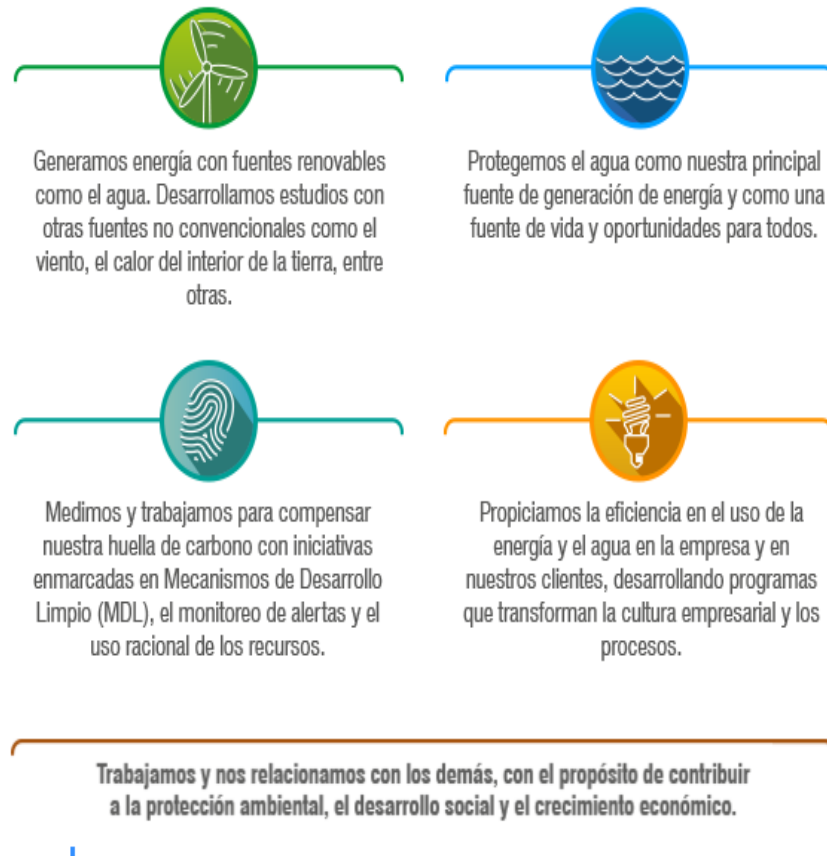 Generamos energía con fuentes renovables
como el agua. Desarrollamos estudios con
otras fuentes no convencionales como el
viento, el calor del interior de la tierra, entre
otras.
Protegemos el agua como nuestra principal
fuente de generación de energía y como una
fuente de vida y oportunidades para todos.
Medimos y trabajamos para compensar
nuestra huella de carbono con iniciativas
enmarcadas en Mecanismos de Desarrollo
Limpio (MDL), el monitoreo de alertas y el
uso racional de los recursos.
Propiciamos la eficiencia en el uso de la
energía y el agua en la empresa y en
nuestros clientes, desarrollando programas
que transforman la cultura empresarial y los
procesos.
Trabajamos y nos relacionamos con los demás, con el propósito de contribuir
a la protección ambiental, el desarrollo social y el crecimiento económico.